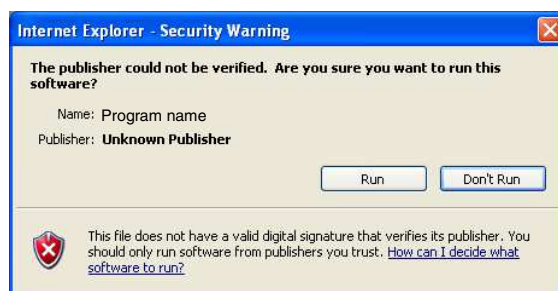 Internet Explorer - Security Warning
The publisher could not be verified.  Are you sure you want to run this
software?
Name: Program name
Publisher: Unknown Publisher
Run Don't Run
This file does not have a valid digital signature that verifies its publisher. You
should only run software from publishers you trust. How can I decide what
software to run?